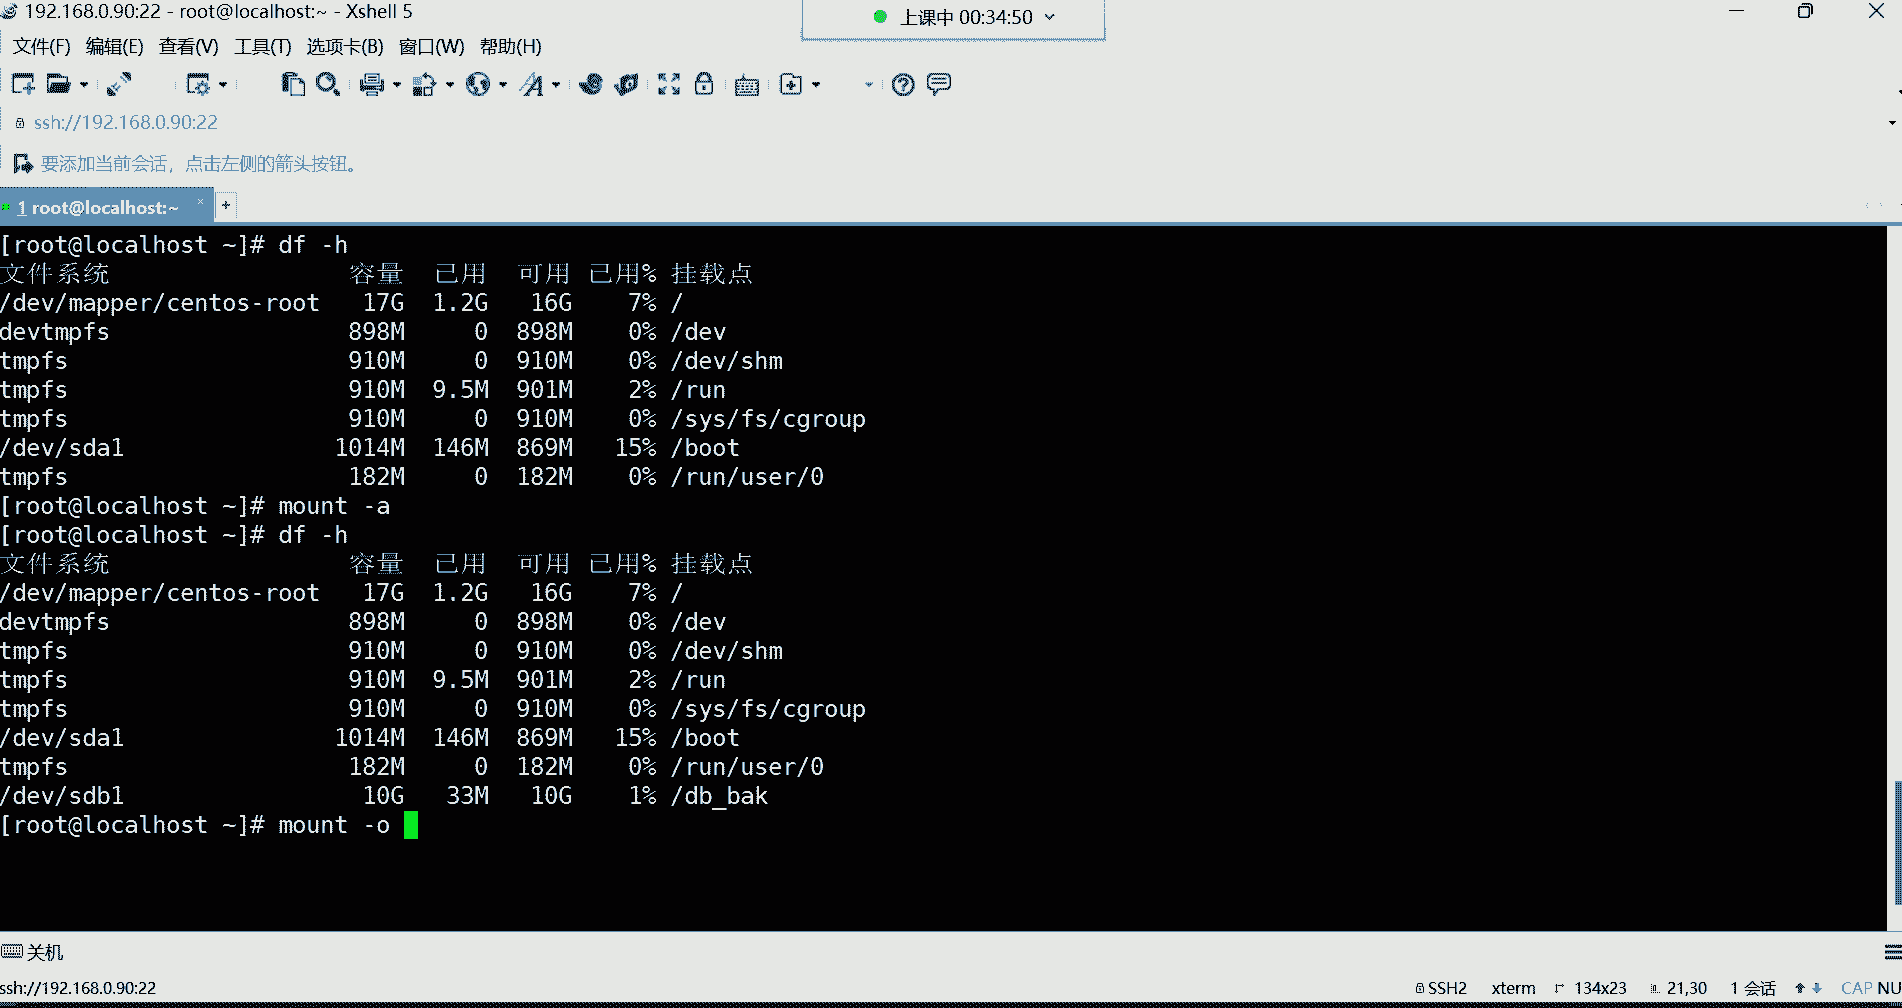 192.168.0.90:22 - root@localhost:~ - Xshell 5
上课中 00:34:50
文件(F) 编辑(E) 查看(V) 工具(T) 选项卡(B) 窗口(W) 帮助(H)
ssh://192.168.0.90:22
要添加当前会话，点击左侧的箭头按钮。
1 root@localhost:~ × +
[root@localhost ~]# df -h
文件系统 容量 已用 可用 已用% 挂载点
/dev/mapper/centos-root 17G 1.2G 16G 7% /
devtmpfs 898M 0 898M 0% /dev
tmpfs 910M 0 910M 0% /dev/shm
tmpfs 910M 9.5M 901M 2% /run
tmpfs 910M 0 910M 0% /sys/fs/cgroup
/dev/sda1 1014M 146M 869M 15% /boot
tmpfs 182M 0 182M 0% /run/user/0
[root@localhost ~]# mount -a
[root@localhost ~]# df -h
文件系统 容量 已用 可用 已用% 挂载点
/dev/mapper/centos-root 17G 1.2G 16G 7% /
devtmpfs 898M 0 898M 0% /dev
tmpfs 910M 0 910M 0% /dev/shm
tmpfs 910M 9.5M 901M 2% /run
tmpfs 910M 0 910M 0% /sys/fs/cgroup
/dev/sda1 1014M 146M 869M 15% /boot
tmpfs 182M 0 182M 0% /run/user/0
/dev/sdb1 10G 33M 10G 1% /db_bak
[root@localhost ~]# mount -o
关机
ssh://192.168.0.90:22 SSH2 xterm 134x23 21,30 1 会话 CAP NU